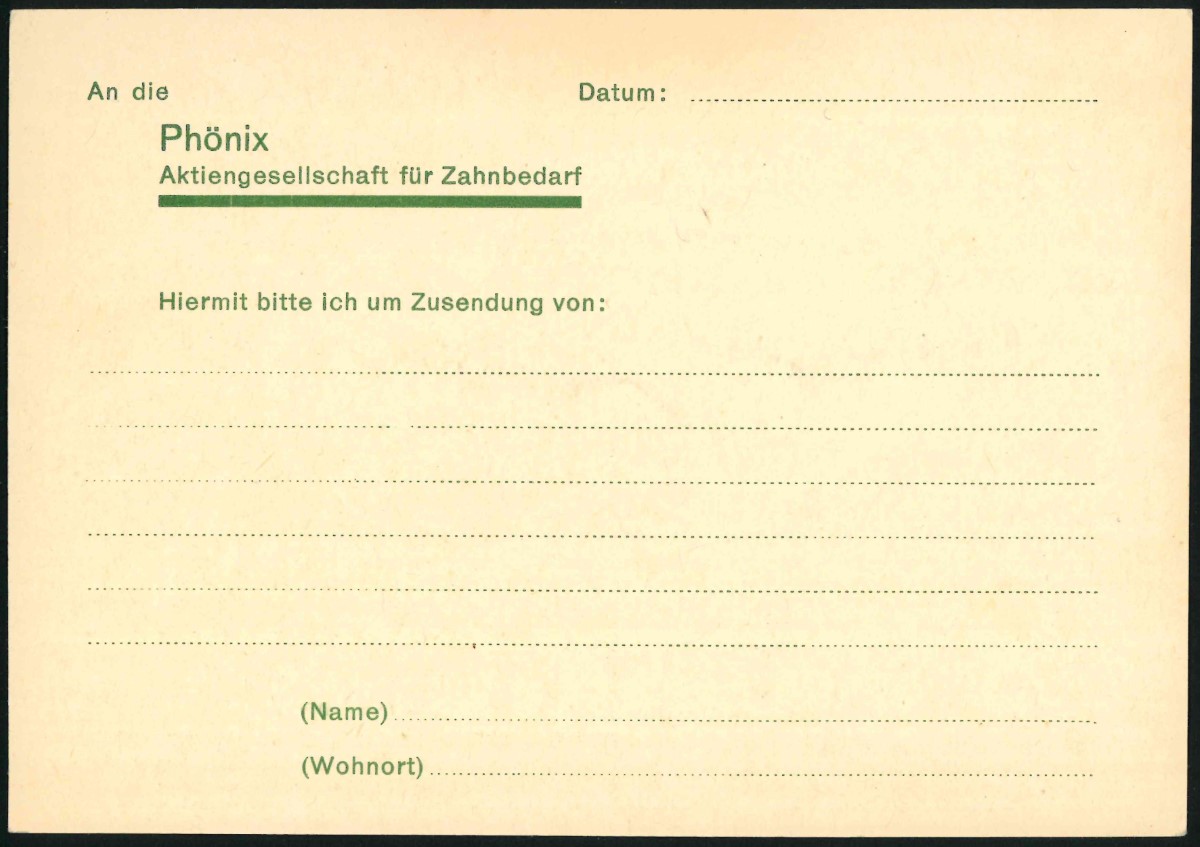 An die
Datum:
Phönix
Aktiengesellschaft für Zahnbedarf
Hiermit bitte ich um Zusendung von:
(Name)
(Wohnort)